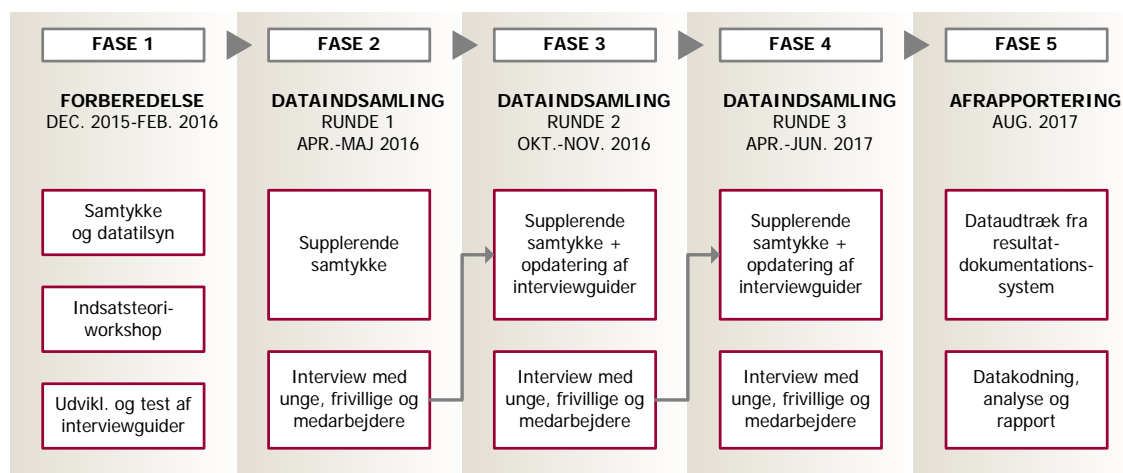 FASE 1
FORBEREDELSE
DEC. 2015-FEB. 2016
Samtykke
og datatilsyn
Indsatsteori-
workshop
Udvikl. og test af
interviewguider
FASE 2
DATAINDSAMLING
RUNDE 1
APR.-MAJ 2016
Supplerende
samtykke
Interview med
unge, frivillige og
medarbejdere
FASE 3
DATAINDSAMLING
RUNDE 2
OKT.-NOV. 2016
Supplerende
samtykke +
opdatering af
interviewguider
Interview med
unge, frivillige og
medarbejdere
FASE 4
DATAINDSAMLING
RUNDE 3
APR.-JUN. 2017
Supplerende
samtykke +
opdatering af
interviewguider
Interview med
unge, frivillige og
medarbejdere
FASE 5
AFRAPPORTERING
AUG. 2017
Dataudtræk fra
resultat-
dokumentations-
system
Datakodning,
analyse og
rapport